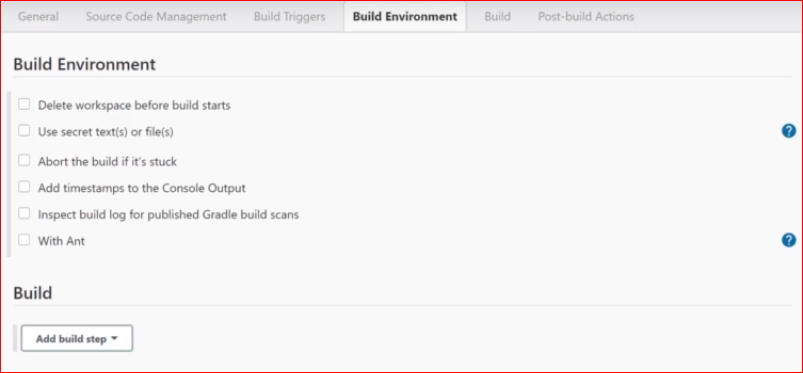 General Source Code Management Build Triggers Build Environment Build Post-build Actions
Build Environment
Delete workspace before build starts
Use secret text(s) or file(s) ?
Abort the build if it's stuck
Add timestamps to the Console Output
Inspect build log for published Gradle build scans
With Ant ?
Build
Add build step